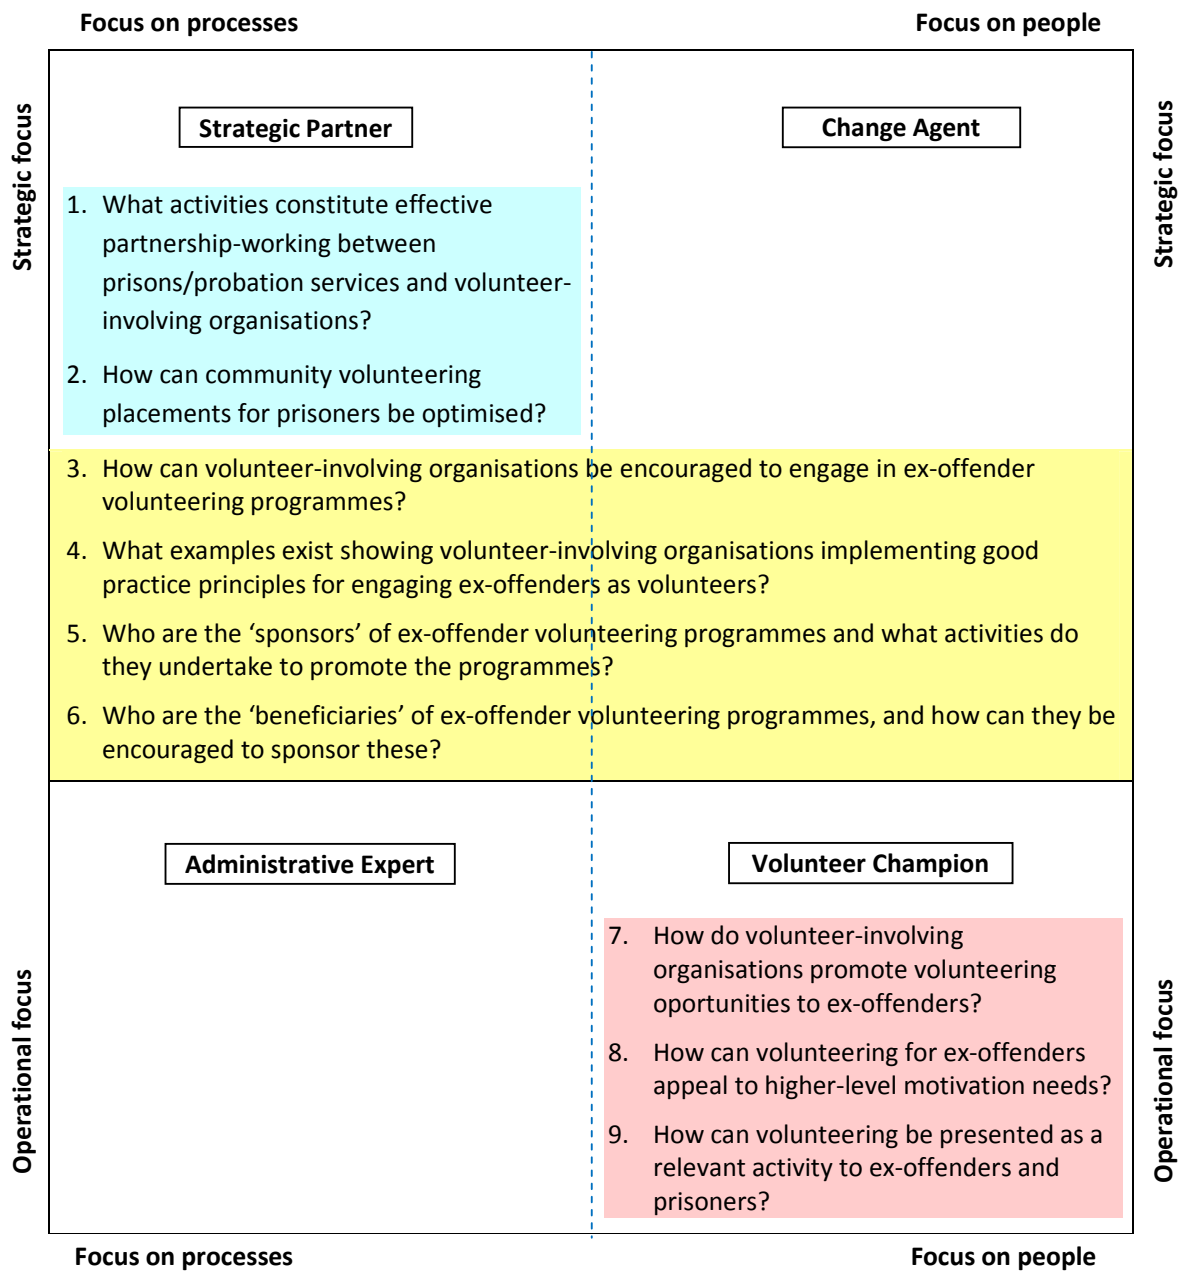 Focus on processes
Focus on people
Strategic focus
Strategic focus
Strategic Partner
Change Agent
1. What activities constitute effective
partnership-working between
prisons/probation services and volunteer-
involving organisations?
2. How can community volunteering
placements for prisoners be optimised?
3. How can volunteer-involving organisations be encouraged to engage in ex-offender
volunteering programmes?
4. What examples exist showing volunteer-involving organisations implementing good
practice principles for engaging ex-offenders as volunteers?
5. Who are the ‘sponsors’ of ex-offender volunteering programmes and what activities do
they undertake to promote the programmes?
6. Who are the ‘beneficiaries’ of ex-offender volunteering programmes, and how can they be
encouraged to sponsor these?
Administrative Expert
Volunteer Champion
7. How do volunteer-involving
organisations promote volunteering
oportunities to ex-offenders?
8. How can volunteering for ex-offenders
appeal to higher-level motivation needs?
9. How can volunteering be presented as a
relevant activity to ex-offenders and
prisoners?
Operational focus
Operational focus
Focus on processes
Focus on people